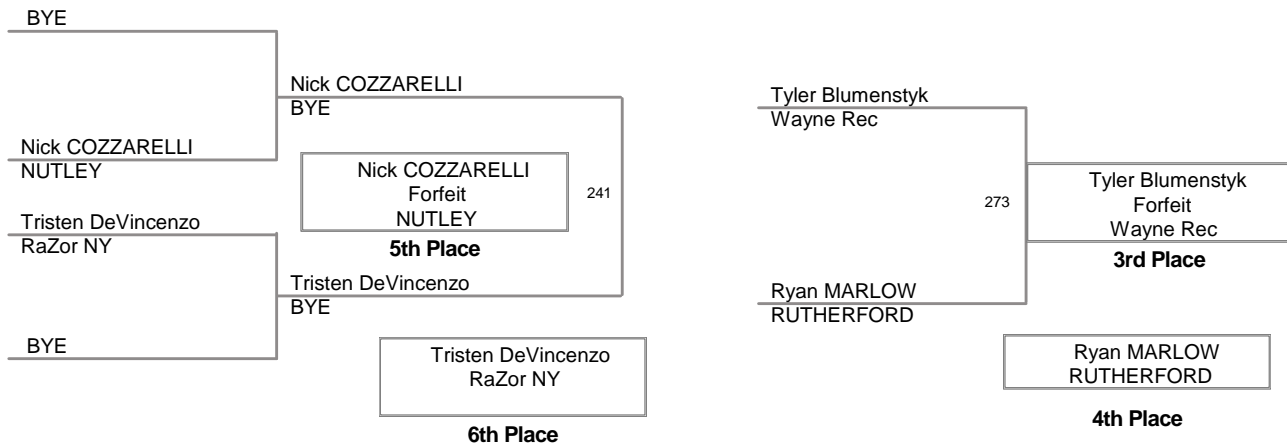 BYE
Nick COZZARELLI
BYE
Nick COZZARELLI
NUTLEY
Nick COZZARELLI
Forfeit
NUTLEY
5th Place
241
Tristen DeVincenzo
RaZor NY
Tristen DeVincenzo
BYE
BYE
Tristen DeVincenzo
RaZor NY
6th Place
Tyler Blumenstyk
Wayne Rec
273
Tyler Blumenstyk
Forfeit
Wayne Rec
3rd Place
Ryan MARLOW
RUTHERFORD
Ryan MARLOW
RUTHERFORD
4th Place